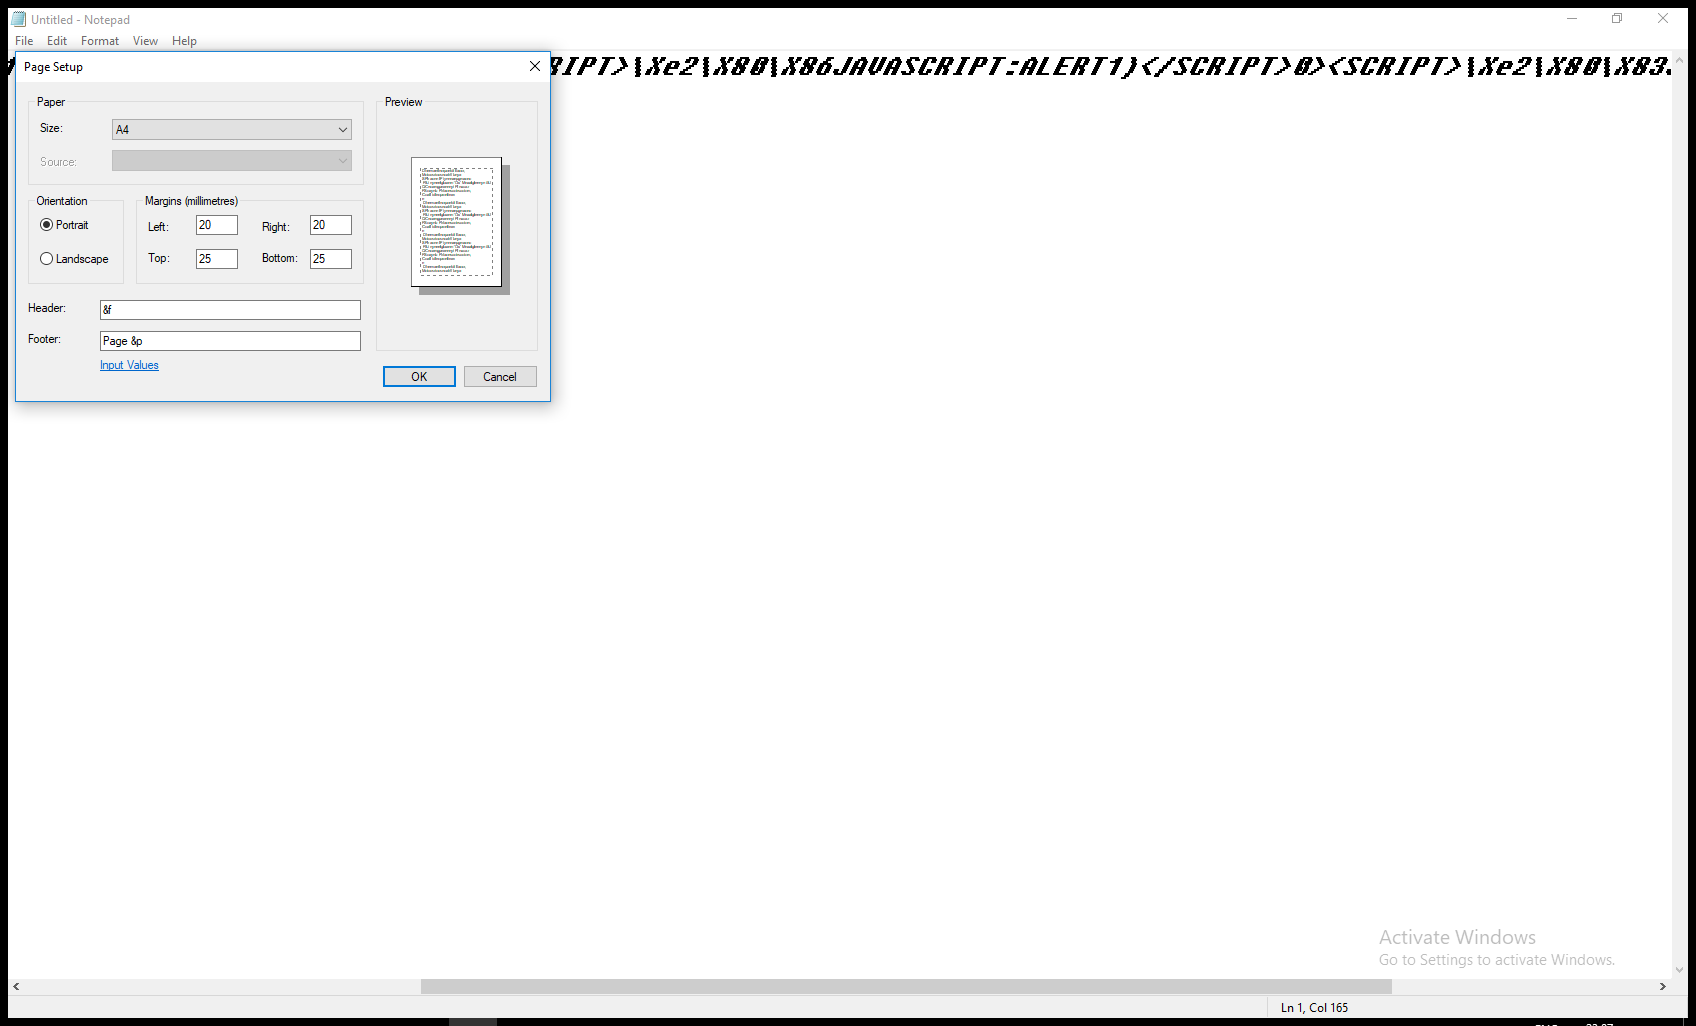 Untitled - Notepad
File Edit Format View Help
RIPT>\Xe2\X80\X86JAVASCRIPT:ALERT1)</SCRIPT>0><SCRIPT>\Xe2\X80\X83
Page Setup
Paper
Size: A4
Source:
Orientation
Portrait
Landscape
Margins (millimetres)
Left: 20 Right: 20
Top: 25 Bottom: 25
Header: &f
Footer: Page &p
Input Values
Preview
OK Cancel
Activate Windows
Go to Settings to activate Windows.
Ln 1, Col 165